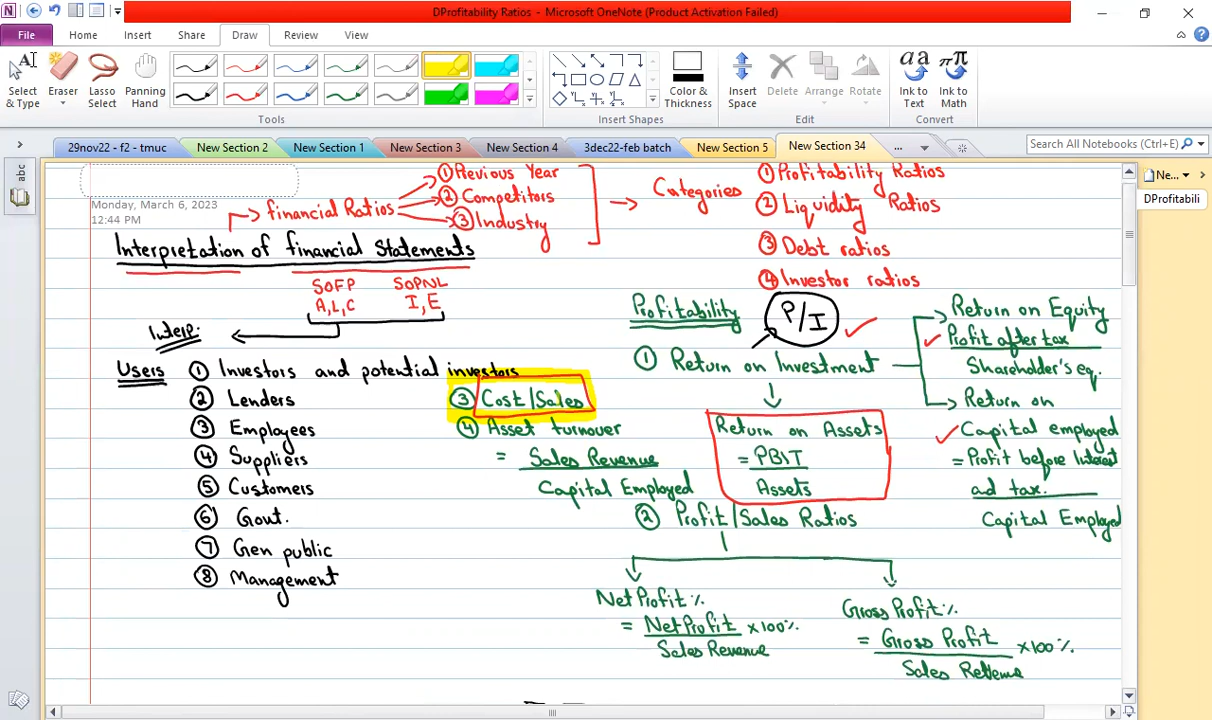 DProfitability Ratios - Microsoft OneNote (Product Activation Failed)
File Home Insert Share Draw Review View
Select & Type
Eraser
Lasso Select
Panning Hand
Color & Thickness
Insert Space
Delete
Arrange
Rotate
Ink to Text
Ink to Math
Tools Insert Shapes Edit Convert
29nov22 - f2 - tmuc New Section 2 New Section 1 New Section 3 New Section 4 3dec22-feb batch New Section 5 New Section 34 ... Search All Notebooks (Ctrl+E)
abc
Ne...
DProfitabili
Monday, March 6, 2023
12:44 PM
financial Ratios
① Previous Year
② Competitors
③ Industry
Categories
① Profitability Ratios
② Liquidity Ratios
③ Debt ratios
④ Investor ratios
Interpretation of financial Statements
SOFP SOPNL
A,L,C I,E
Interp.
Users
① Investors and potential investors
② Lenders
③ Employees
④ Suppliers
⑤ Customers
⑥ Govt.
⑦ Gen public
⑧ Management
Profitability
P/I
① Return on Investment
Return on Equity
Profit after tax
Shareholder's eq.
Return on
Capital employed
= Profit before Interest
ad tax.
Capital Employed
Return on Assets
= PBIT
Assets
② Profit/Sales Ratios
Net Profit %
= Net Profit x100%
Sales Revenue
Gross Profit %
= Gross Profit x100%
Sales Reteme
③ Cost/Sales
④ Asset turnover
= Sales Revenue
Capital Employed